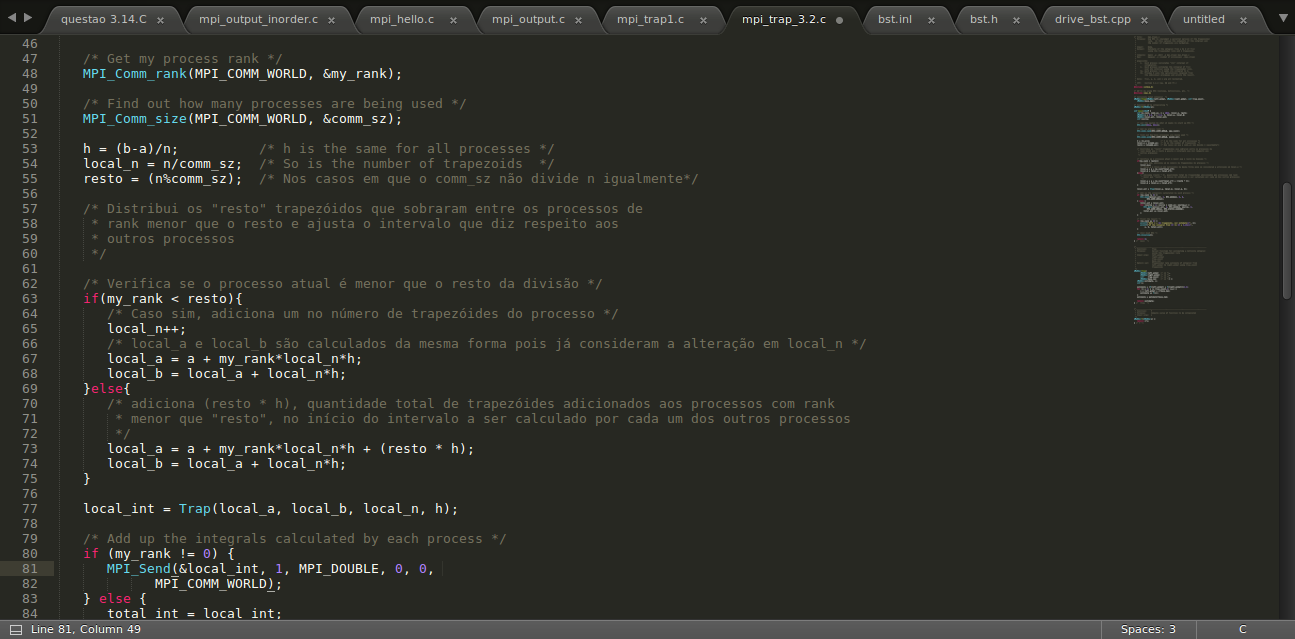 questao 3.14.C × mpi_output_inorder.c × mpi_hello.c × mpi_output.c × mpi_trap1.c × mpi_trap_3.2.c ● bst.inl × bst.h × drive_bst.cpp × untitled ×
46
47 /* Get my process rank */
48 MPI_Comm_rank(MPI_COMM_WORLD, &my_rank);
49
50 /* Find out how many processes are being used */
51 MPI_Comm_size(MPI_COMM_WORLD, &comm_sz);
52
53 h = (b-a)/n; /* h is the same for all processes */
54 local_n = n/comm_sz; /* So is the number of trapezoids */
55 resto = (n%comm_sz); /* Nos casos em que o comm_sz não divide n igualmente*/
56
57 /* Distribui os "resto" trapezóides que sobraram entre os processos de
58 * rank menor que o resto e ajusta o intervalo que diz respeito aos
59 * outros processos
60 */
61
62 /* Verifica se o processo atual é menor que o resto da divisão */
63 if(my_rank < resto){
64 /* Caso sim, adiciona um no número de trapezóides do processo */
65 local_n++;
66 /* local_a e local_b são calculados da mesma forma pois já consideram a alteração em local_n */
67 local_a = a + my_rank*local_n*h;
68 local_b = local_a + local_n*h;
69 }else{
70 /* adiciona (resto * h), quantidade total de trapezóides adicionados aos processos com rank
71 * menor que "resto", no início do intervalo a ser calculado por cada um dos outros processos
72 */
73 local_a = a + my_rank*local_n*h + (resto * h);
74 local_b = local_a + local_n*h;
75 }
76
77 local_int = Trap(local_a, local_b, local_n, h);
78
79 /* Add up the integrals calculated by each process */
80 if (my_rank != 0) {
81 MPI_Send(&local_int, 1, MPI_DOUBLE, 0, 0,
82 MPI_COMM_WORLD);
83 } else {
84 total_int = local_int;
Line 81, Column 49 Spaces: 3 C